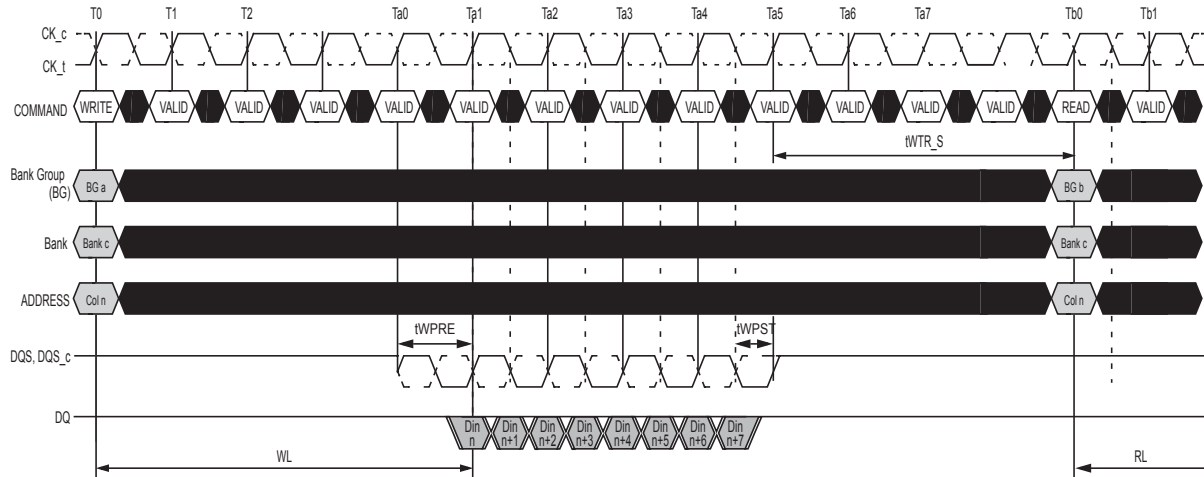 T0 T1 T2 Ta0 Ta1 Ta2 Ta3 Ta4 Ta5 Ta6 Ta7 Tb0 Tb1
CK_c
CK_t
COMMAND WRITE VALID VALID VALID VALID VALID VALID VALID VALID VALID VALID VALID VALID READ VALID
tWTR_S
Bank Group
(BG) BG a BG b
Bank Bank c Bank c
ADDRESS Col n Col n
tWPRE tWPST
DQS, DQS_c
DQ Din Din Din Din Din Din Din Din
n n+1 n+2 n+3 n+4 n+5 n+6 n+7
WL RL